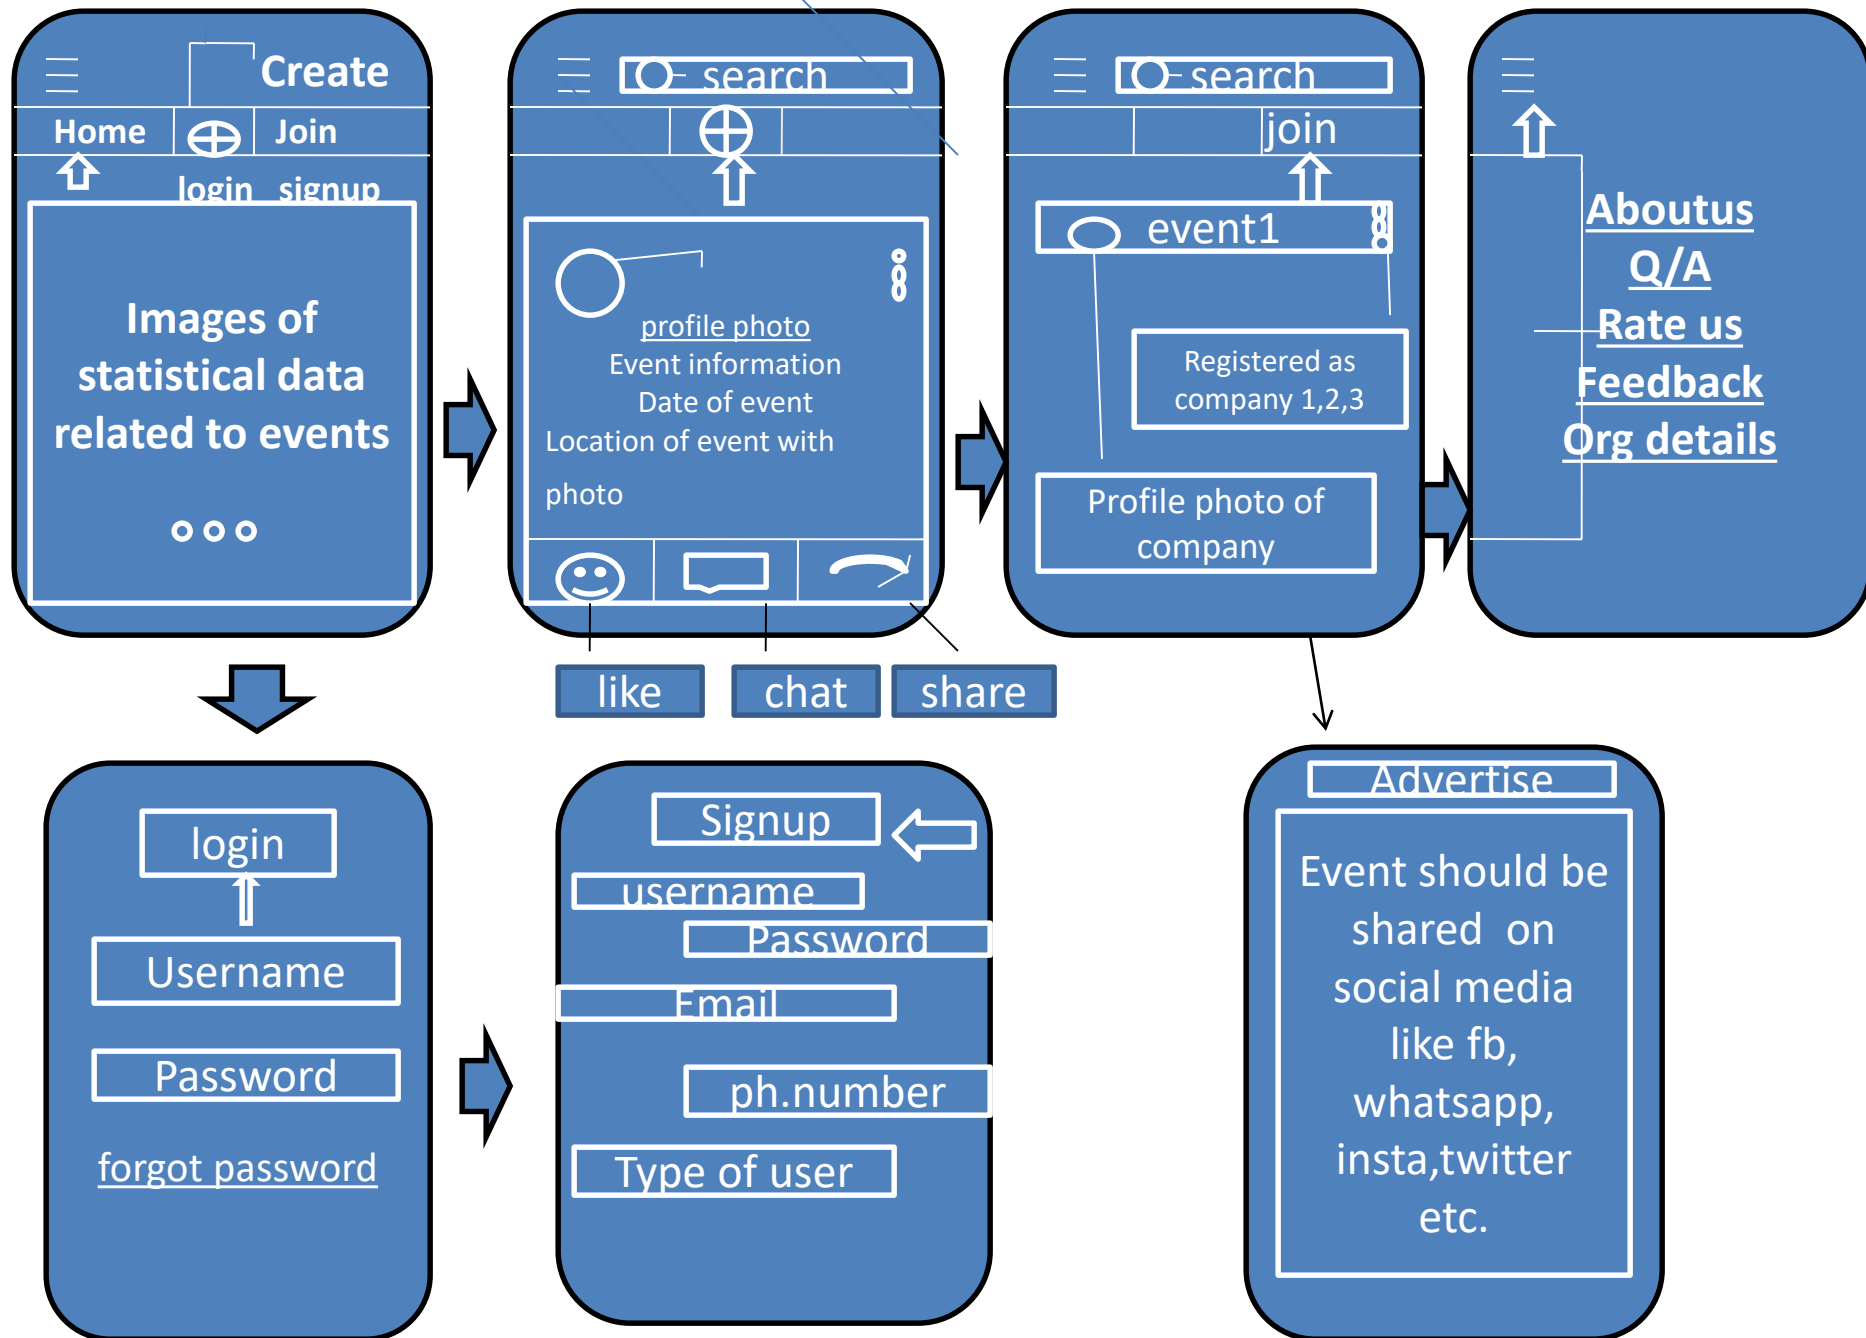 Create
Home
Join
login signup
Images of
statistical data
related to events
search
profile photo
Event information
Date of event
Location of event with
photo
like
chat
share
search
join
event1
Registered as
company 1,2,3
Profile photo of
company
Aboutus
Q/A
Rate us
Feedback
Org details
login
Username
Password
forgot password
Signup
username
Password
Email
ph.number
Type of user
Advertise
Event should be
shared on
social media
like fb,
whatsapp,
insta,twitter
etc.